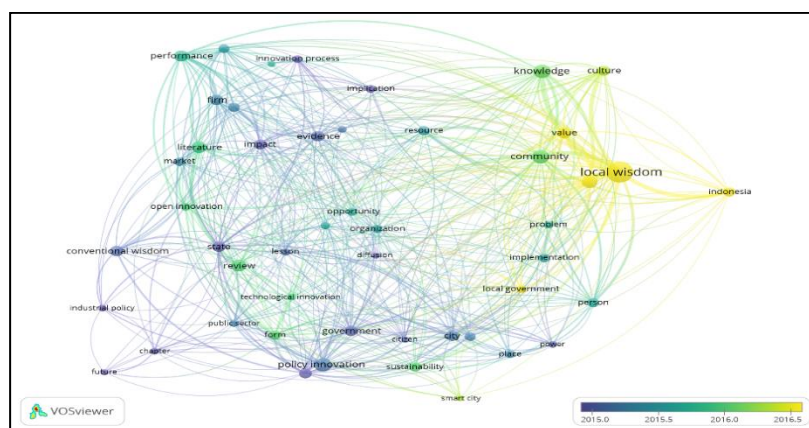 performance
innovation process
knowledge
culture
implication
firm
resource
value
evidence
impact
literature
market
community
local wisdom
indonesia
open innovation
opportunity
organization
problem
state
conventional wisdom
lesson
diffusion
implementation
review
technological innovation
local government
person
industrial policy
public sector
form
government
citizen
city
power
chapter
place
future
policy innovation
sustainability
smart city
VOSviewer
2015.0
2015.5
2016.0
2016.5